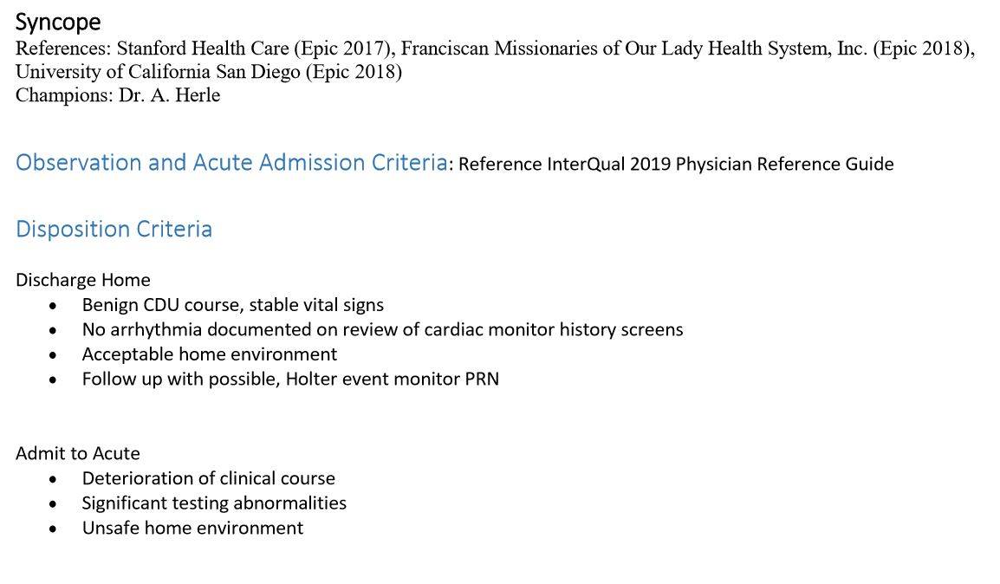 Syncope
References: Stanford Health Care (Epic 2017), Franciscan Missionaries of Our Lady Health System, Inc. (Epic 2018),
University of California San Diego (Epic 2018)
Champions: Dr. A. Herle
Observation and Acute Admission Criteria: Reference InterQual 2019 Physician Reference Guide
Disposition Criteria
Discharge Home
• Benign CDU course, stable vital signs
• No arrhythmia documented on review of cardiac monitor history screens
• Acceptable home environment
• Follow up with possible, Holter event monitor PRN
Admit to Acute
• Deterioration of clinical course
• Significant testing abnormalities
• Unsafe home environment